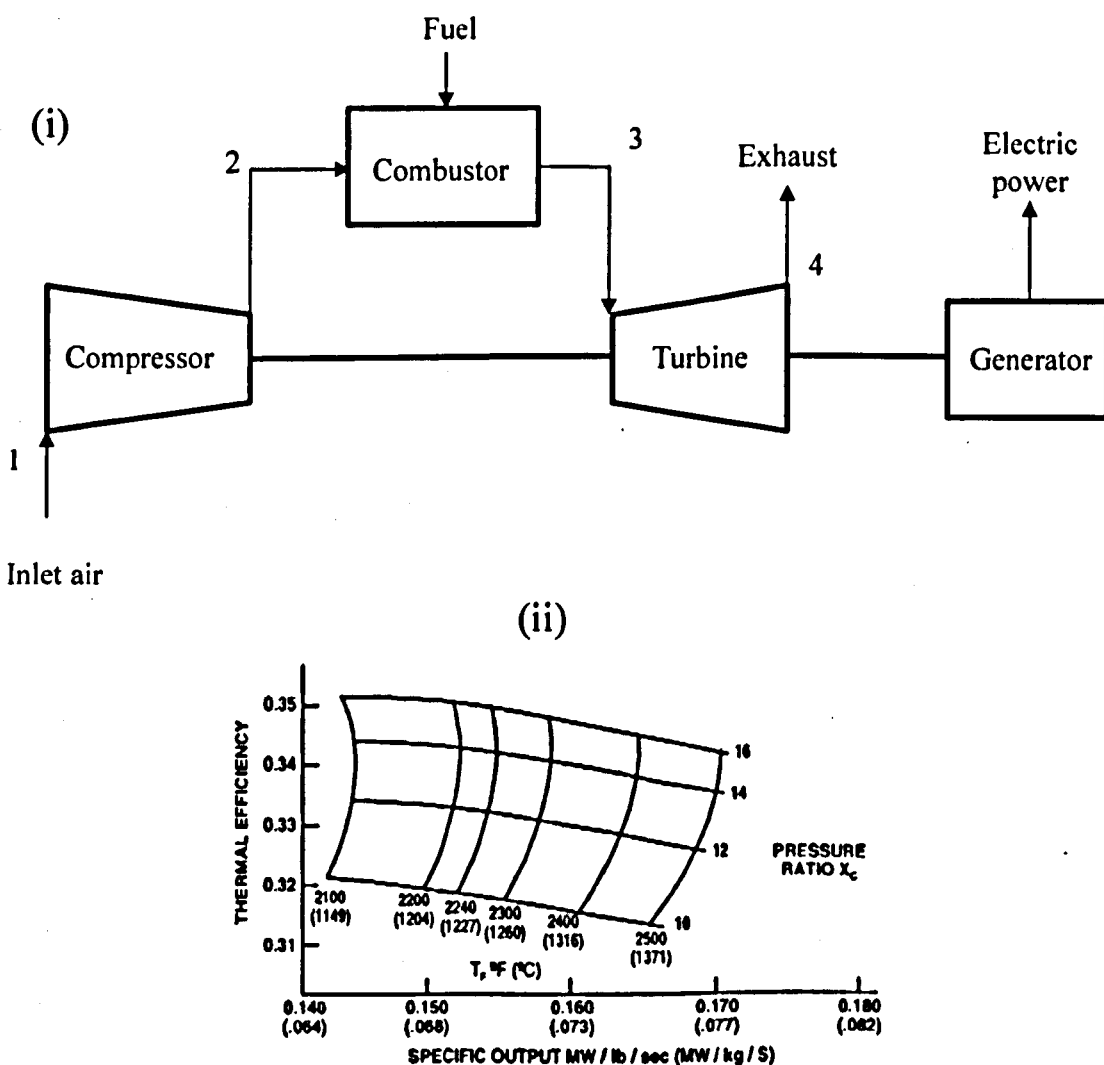 Fuel
(i)
2
Combustor
3
Exhaust
Electric
power
4
Compressor
Turbine
Generator
1
Inlet air
(ii)
THERMAL EFFICIENCY
0.35
0.34
0.33
0.32
0.31
16
14
12
10
PRESSURE
RATIO Xc
2100
(1149)
2200
(1204)
2240
(1227)
2300
(1260)
2400
(1316)
2500
(1371)
°F (°C)
0.140
(.064)
0.150
(.068)
0.160
(.073)
0.170
(.077)
0.180
(.082)
SPECIFIC OUTPUT MW / lb / sec (MW / kg / S)